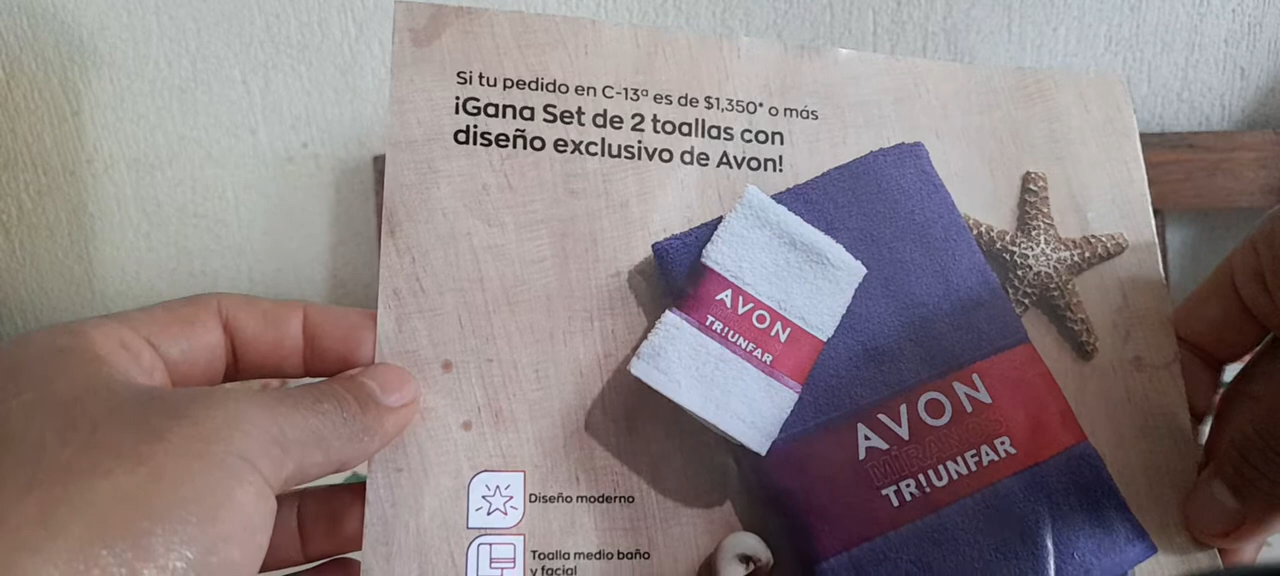 Si tu pedido en C-13ª es de $1,350* o más
¡Gana Set de 2 toallas con
diseño exclusivo de Avon!
AVON
TR!UNFAR
AVON
MÍRAME
TR!UNFAR
Diseño moderno
Toalla medio baño
y facial